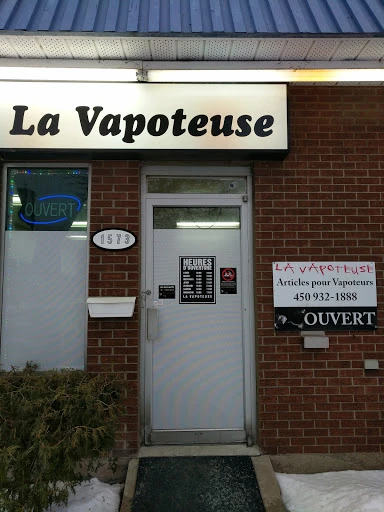 La Vapoteuse
OUVERT
1573
HEURES
D'OUVERTURE
LA VAPOTEUSE
LA VAPOTEUSE
Articles pour Vapoteurs
450 932-1888
OUVERT